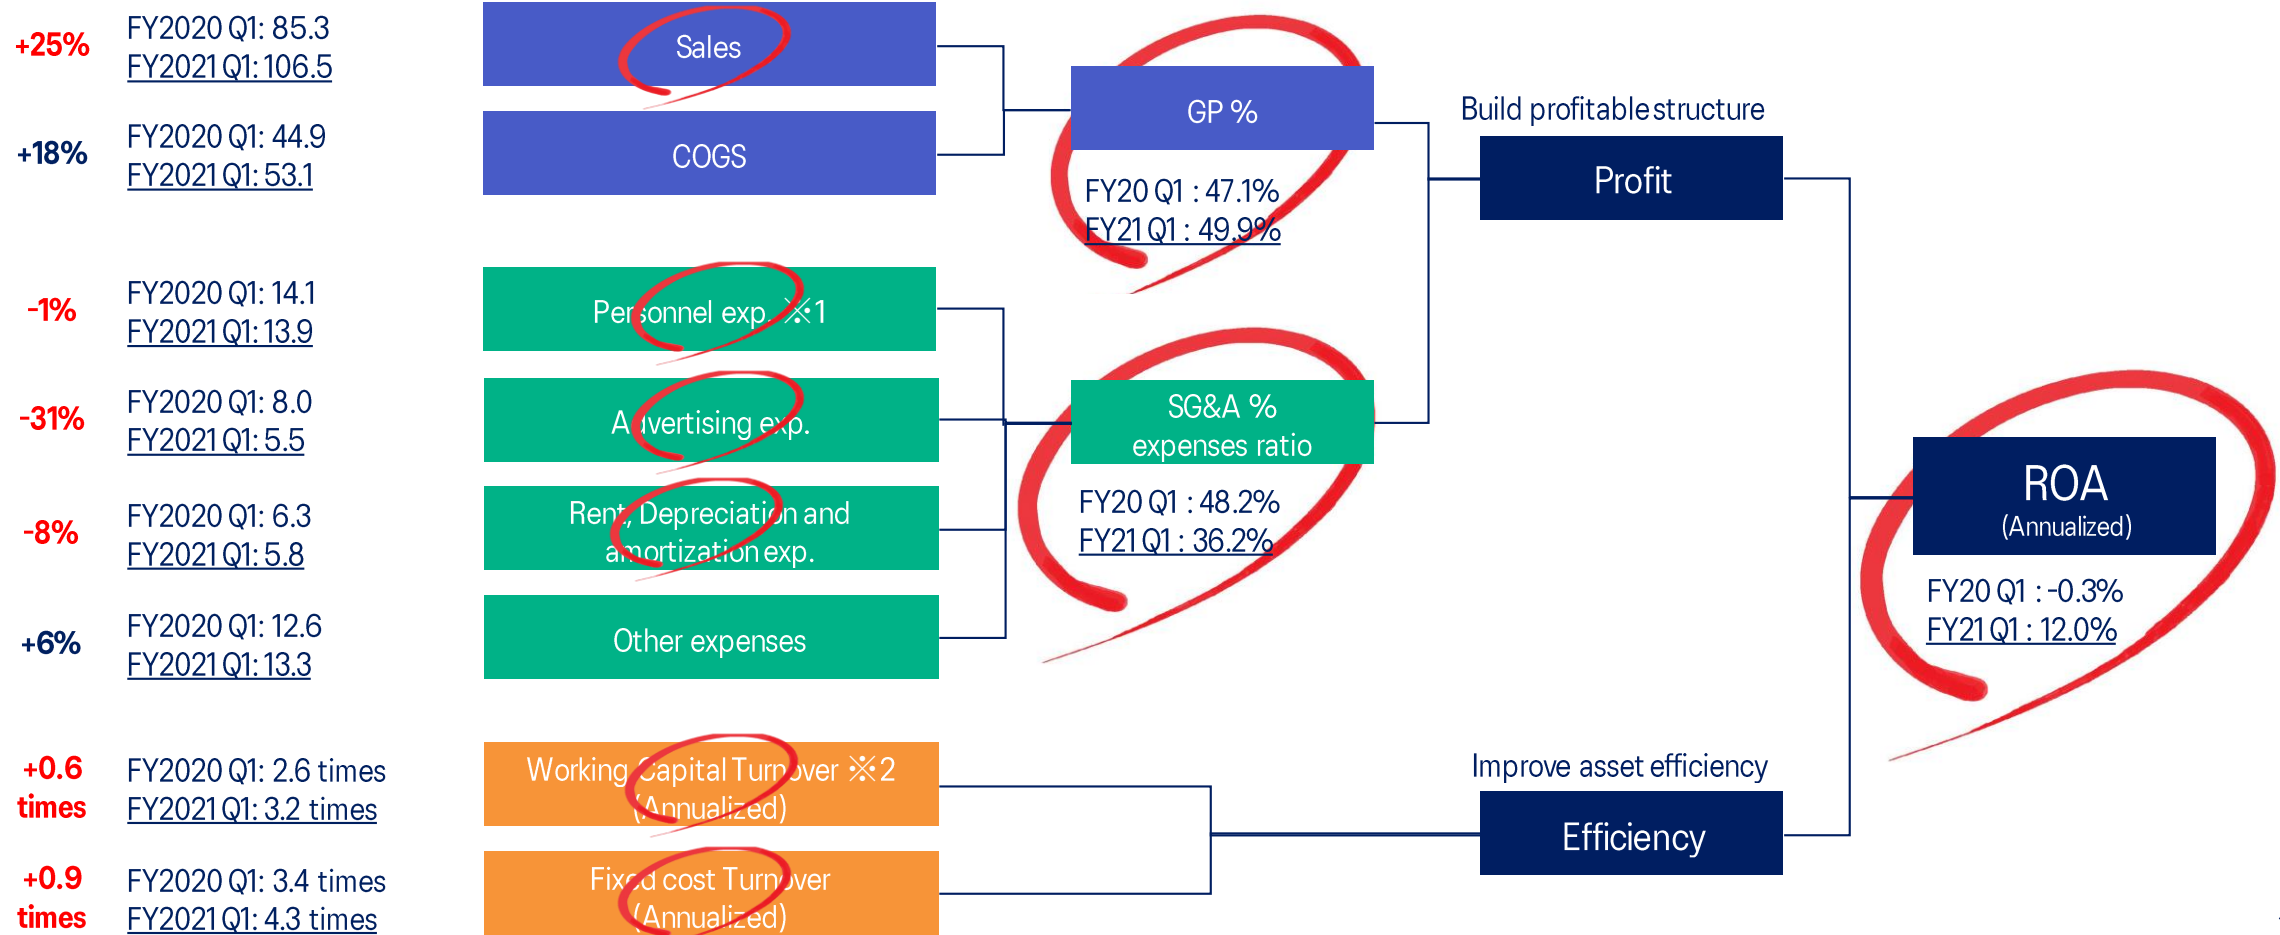 +25%
FY2020 Q1: 85.3
FY2021 Q1: 106.5
Sales
+18%
FY2020 Q1: 44.9
FY2021 Q1: 53.1
COGS
GP %
FY20 Q1 : 47.1%
FY21 Q1 : 49.9%
Build profitable structure
Profit
-1%
FY2020 Q1: 14.1
FY2021 Q1: 13.9
Personnel exp. ※1
-31%
FY2020 Q1: 8.0
FY2021 Q1: 5.5
Advertising exp.
-8%
FY2020 Q1: 6.3
FY2021 Q1: 5.8
Rent, Depreciation and
amortization exp.
+6%
FY2020 Q1: 12.6
FY2021 Q1: 13.3
Other expenses
SG&A %
expenses ratio
FY20 Q1 : 48.2%
FY21 Q1 : 36.2%
ROA
(Annualized)
FY20 Q1 : -0.3%
FY21 Q1 : 12.0%
+0.6
times
FY2020 Q1: 2.6 times
FY2021 Q1: 3.2 times
Working Capital Turnover ※2
(Annualized)
+0.9
times
FY2020 Q1: 3.4 times
FY2021 Q1: 4.3 times
Fixed cost Turnover
(Annualized)
Improve asset efficiency
Efficiency